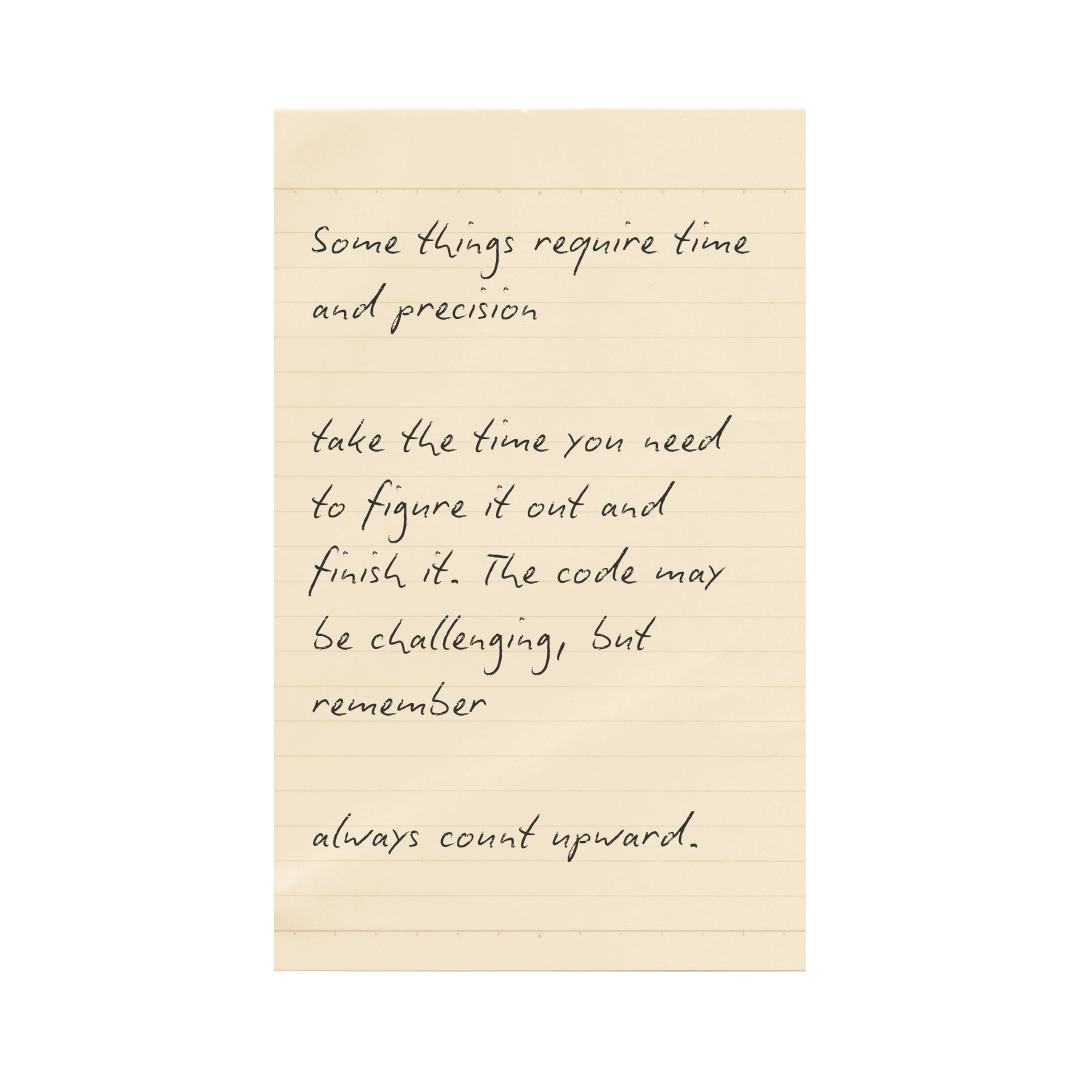 Some things require time
and precision
take the time you need
to figure it out and
finish it. The code may
be challenging, but
remember
always count upward.